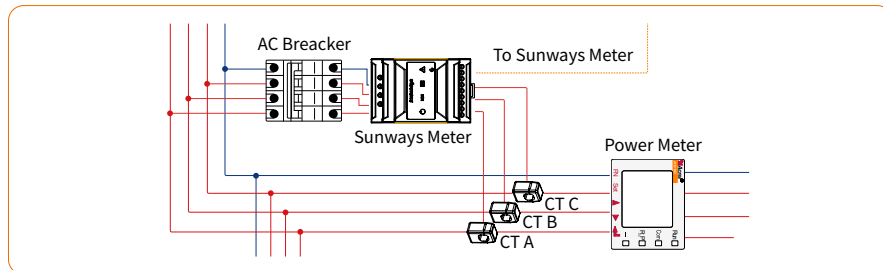 AC Breacker
To Sunways Meter
Sunways Meter
Power Meter
CT C
CT B
CT A